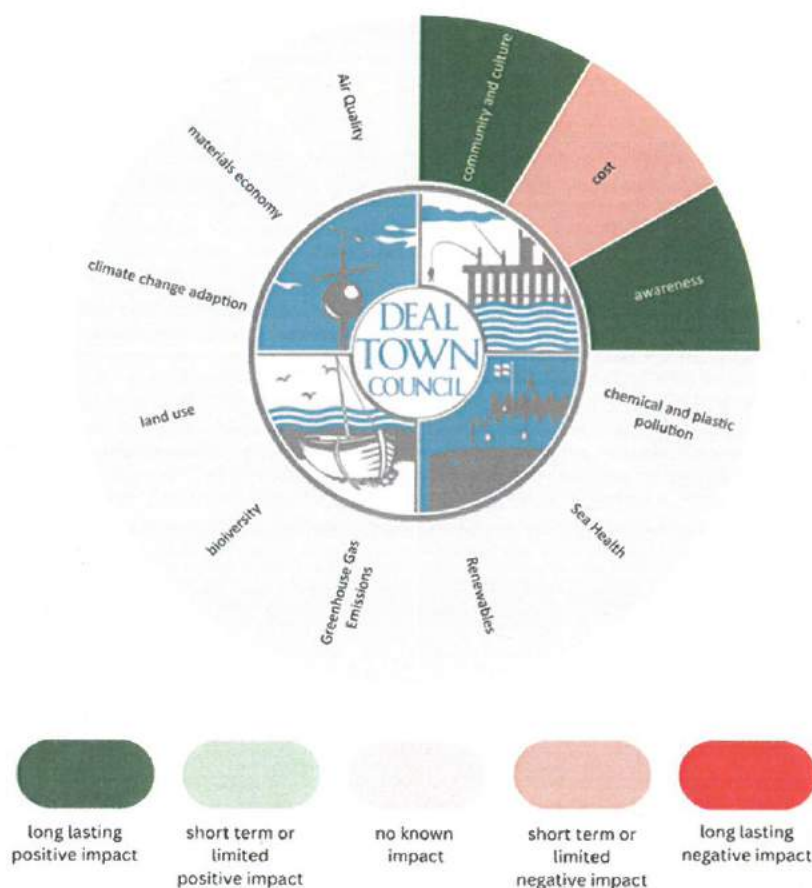 community and culture
cost
awareness
chemical and plastic
pollution
Sea Health
Renewables
Greenhouse Gas
Emissions
bioiversity
land use
climate change adaption
materials economy
Air Quality
DEAL
TOWN
COUNCIL
long lasting
positive impact
short term or
limited
positive impact
no known
impact
short term or
limited
negative impact
long lasting
negative impact